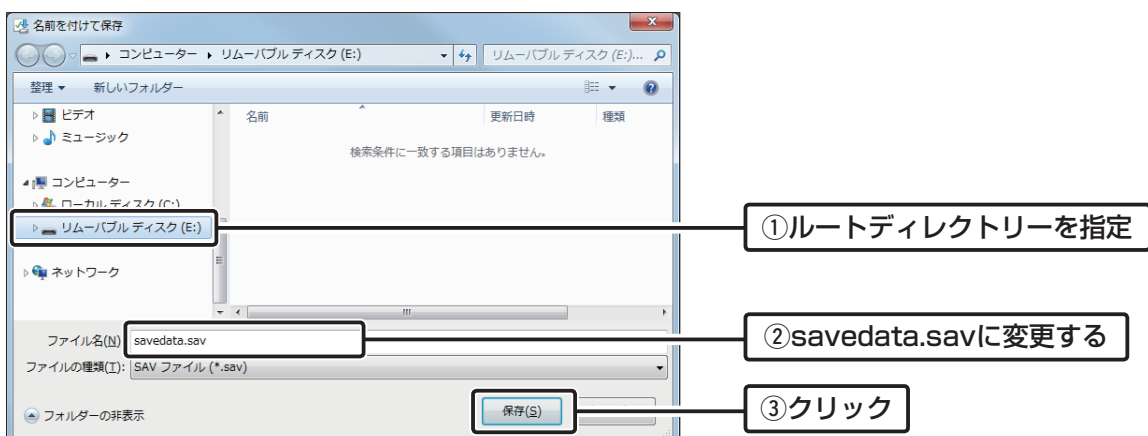 名前を付けて保存
コンピューター ▸ リムーバブル ディスク (E:)
リムーバブル ディスク (E:)...
整理 ▼ 新しいフォルダー
ビデオ
ミュージック
コンピューター
ローカル ディスク (C:)
リムーバブル ディスク (E:)
ネットワーク
名前 更新日時 種類
検索条件に一致する項目はありません。
ファイル名(N) savedata.sav
ファイルの種類(T): SAV ファイル (*.sav)
フォルダーの非表示
保存(S)
①ルートディレクトリーを指定
②savedata.savに変更する
③クリック